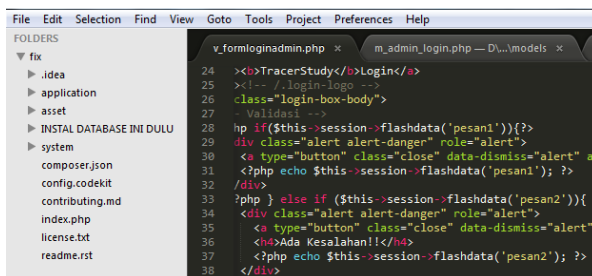 File Edit Selection Find View Goto Tools Project Preferences Help
FOLDERS
fix
.idea
application
asset
INSTAL DATABASE INI DULU
system
composer.json
config.codekit
contributing.md
index.php
license.txt
readme.rst
v_formloginadmin.php × m_admin_login.php — D\...\models ×
24 ><b>TracerStudy</b>Login</a>
25 ><!-- /.login-logo -->
26 class="login-box-body">
27 - Validasi -->
28 hp if($this->session->flashdata('pesan1')){?>
29 div class="alert alert-danger" role="alert">
30 <a type="button" class="close" data-dismiss="alert" a
31 <?php echo $this->session->flashdata('pesan1'); ?>
32 /div>
33 ?php } else if ($this->session->flashdata('pesan2')){
34 <div class="alert alert-danger" role="alert">
35 <a type="button" class="close" data-dismiss="alert"
36 <h4>Ada Kesalahan!!</h4>
37 <?php echo $this->session->flashdata('pesan2'); ?>
38 </div>